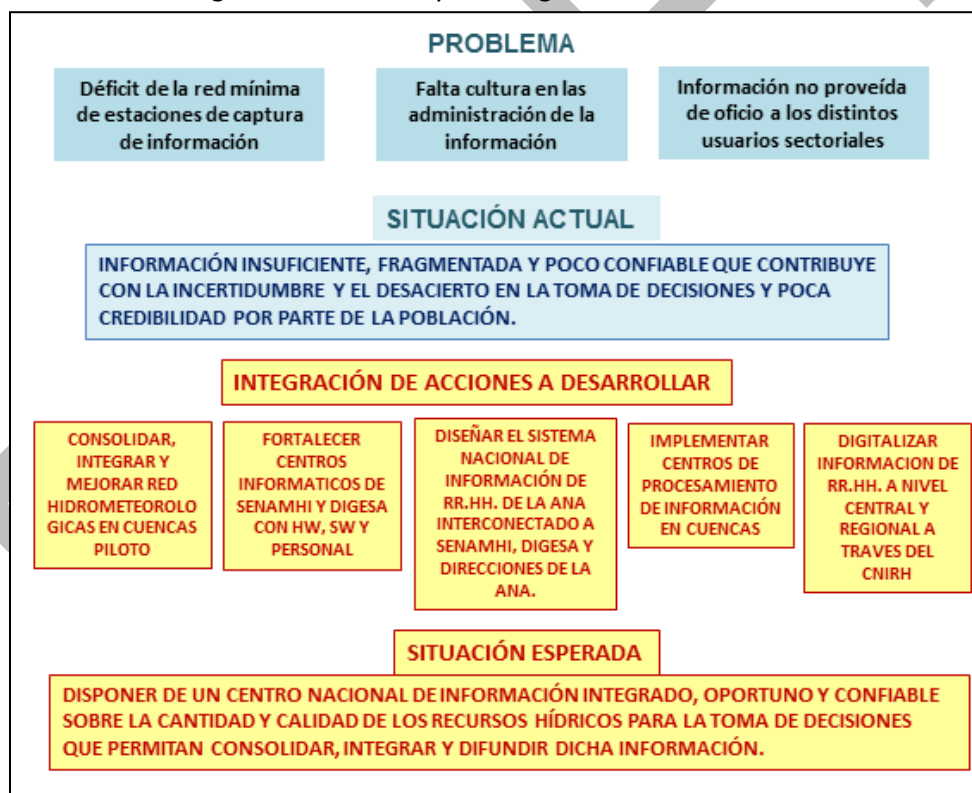 PROBLEMA
Déficit de la red mínima
de estaciones de captura
de información
Falta cultura en las
administración de la
información
Información no proveída
de oficio a los distintos
usuarios sectoriales
SITUACIÓN ACTUAL
INFORMACIÓN INSUFICIENTE, FRAGMENTADA Y POCO CONFIABLE QUE CONTRIBUYE
CON LA INCERTIDUMBRE Y EL DESACIERTO EN LA TOMA DE DECISIONES Y POCA
CREDIBILIDAD POR PARTE DE LA POBLACIÓN.
INTEGRACIÓN DE ACCIONES A DESARROLLAR
CONSOLIDAR,
INTEGRAR Y
MEJORAR RED
HIDROMETEOROLO
GICAS EN CUENCAS
PILOTO
FORTALECER
CENTROS
INFORMATICOS DE
SENAMHI Y DIGESA
CON HW, SW Y
PERSONAL
DISEÑAR EL SISTEMA
NACIONAL DE
INFORMACIÓN DE
RR.HH. DE LA ANA
INTERCONECTADO A
SENAMHI, DIGESA Y
DIRECCIONES DE LA
ANA.
IMPLEMENTAR
CENTROS DE
PROCESAMIENTO
DE INFORMACIÓN
EN CUENCAS
DIGITALIZAR
INFORMACION DE
RR.HH. A NIVEL
CENTRAL Y
REGIONAL A
TRAVES DEL
CNIRH
SITUACIÓN ESPERADA
DISPONER DE UN CENTRO NACIONAL DE INFORMACIÓN INTEGRADO, OPORTUNO Y CONFIABLE
SOBRE LA CANTIDAD Y CALIDAD DE LOS RECURSOS HÍDRICOS PARA LA TOMA DE DECISIONES
QUE PERMITAN CONSOLIDAR, INTEGRAR Y DIFUNDIR DICHA INFORMACIÓN.